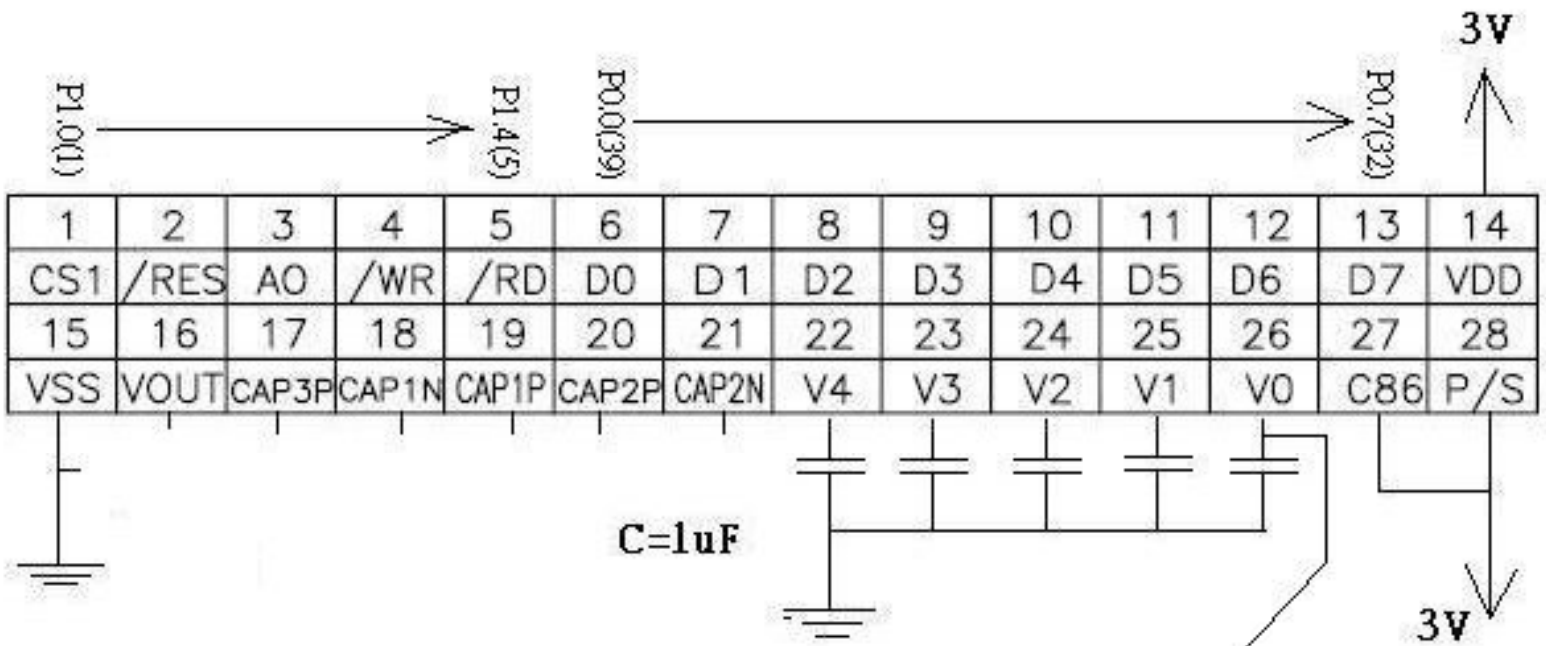 3V
P1.0(1) P1.4(5) P0.0(39) P0.7(32)
1 2 3 4 5 6 7 8 9 10 11 12 13 14
CS1 /RES AO /WR /RD D0 D1 D2 D3 D4 D5 D6 D7 VDD
15 16 17 18 19 20 21 22 23 24 25 26 27 28
VSS VOUT CAP3P CAP1N CAP1P CAP2P CAP2N V4 V3 V2 V1 V0 C86 P/S
C=1uF
3V